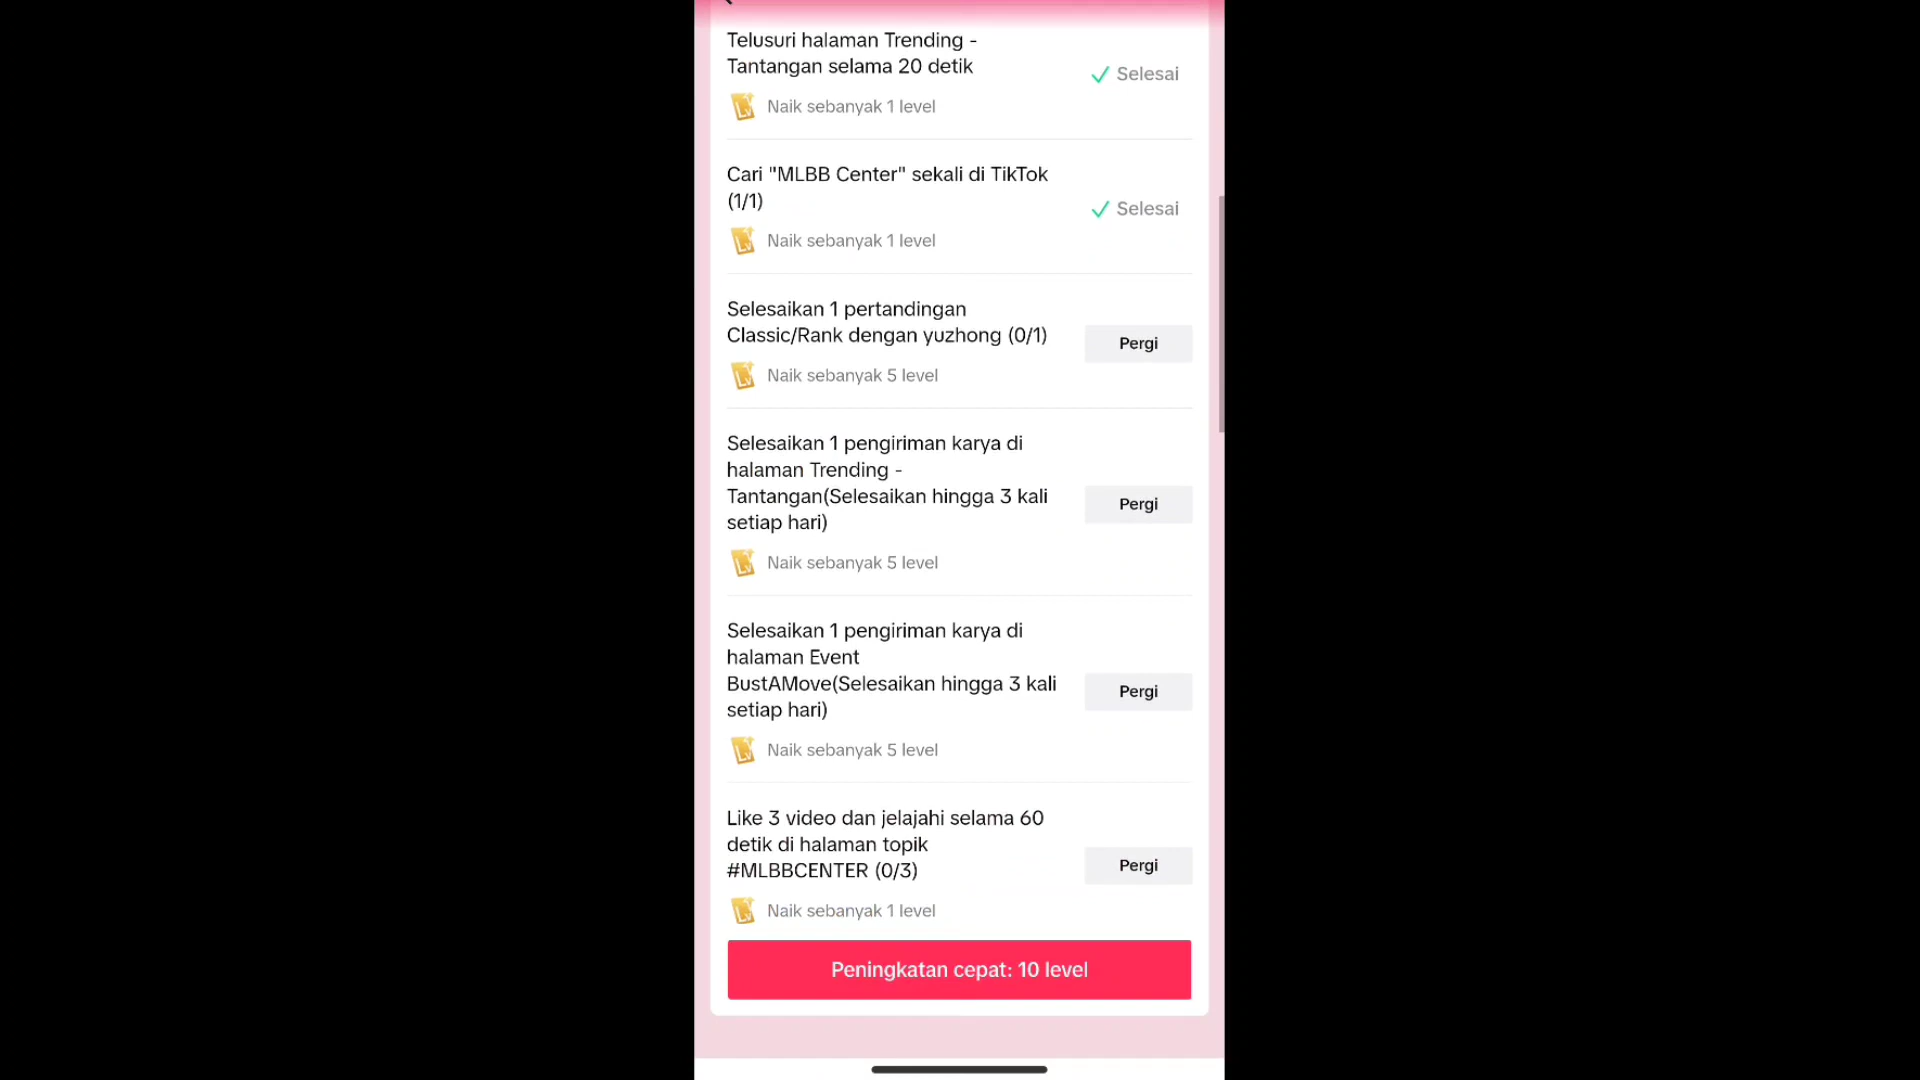 Telusuri halaman Trending -
Tantangan selama 20 detik
Selesai
Naik sebanyak 1 level
Cari "MLBB Center" sekali di TikTok
(1/1)
Selesai
Naik sebanyak 1 level
Selesaikan 1 pertandingan
Classic/Rank dengan yuzhong (0/1)
Pergi
Naik sebanyak 5 level
Selesaikan 1 pengiriman karya di
halaman Trending -
Tantangan(Selesaikan hingga 3 kali
setiap hari)
Pergi
Naik sebanyak 5 level
Selesaikan 1 pengiriman karya di
halaman Event
BustAMove(Selesaikan hingga 3 kali
setiap hari)
Pergi
Naik sebanyak 5 level
Like 3 video dan jelajahi selama 60
detik di halaman topik
#MLBBCENTER (0/3)
Pergi
Naik sebanyak 1 level
Peningkatan cepat: 10 level